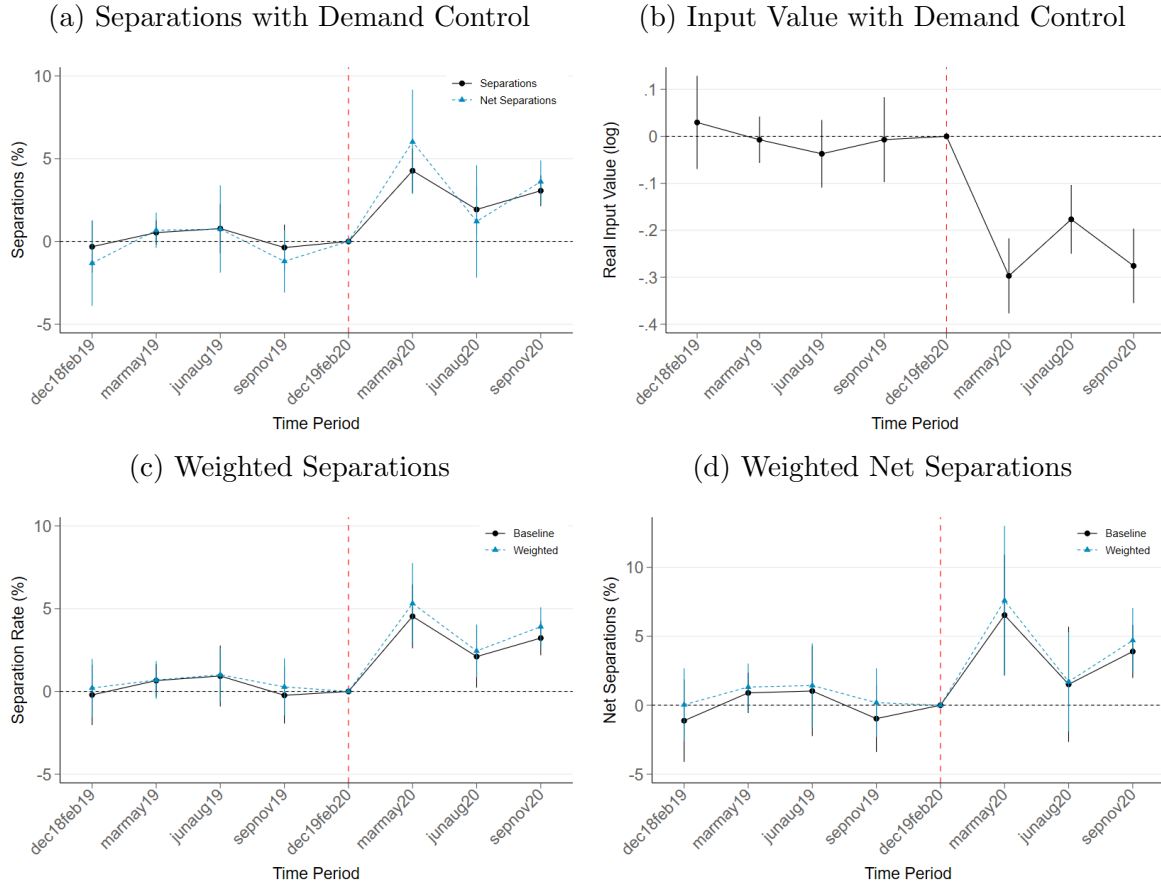 (a) Separations with Demand Control
Separations (%)
10
5
0
-5
Separations
Net Separations
dec18feb19
marmay19
junaug19
sepnov19
dec19feb20
marmay20
junaug20
sepnov20
Time Period
(b) Input Value with Demand Control
Real Input Value (log)
.1
0
-.1
-.2
-.3
-.4
dec18feb19
marmay19
junaug19
sepnov19
dec19feb20
marmay20
junaug20
sepnov20
Time Period
(c) Weighted Separations
Separation Rate (%)
10
5
0
-5
Baseline
Weighted
dec18feb19
marmay19
junaug19
sepnov19
dec19feb20
marmay20
junaug20
sepnov20
Time Period
(d) Weighted Net Separations
Net Separations (%)
10
5
0
-5
Baseline
Weighted
dec18feb19
marmay19
junaug19
sepnov19
dec19feb20
marmay20
junaug20
sepnov20
Time Period